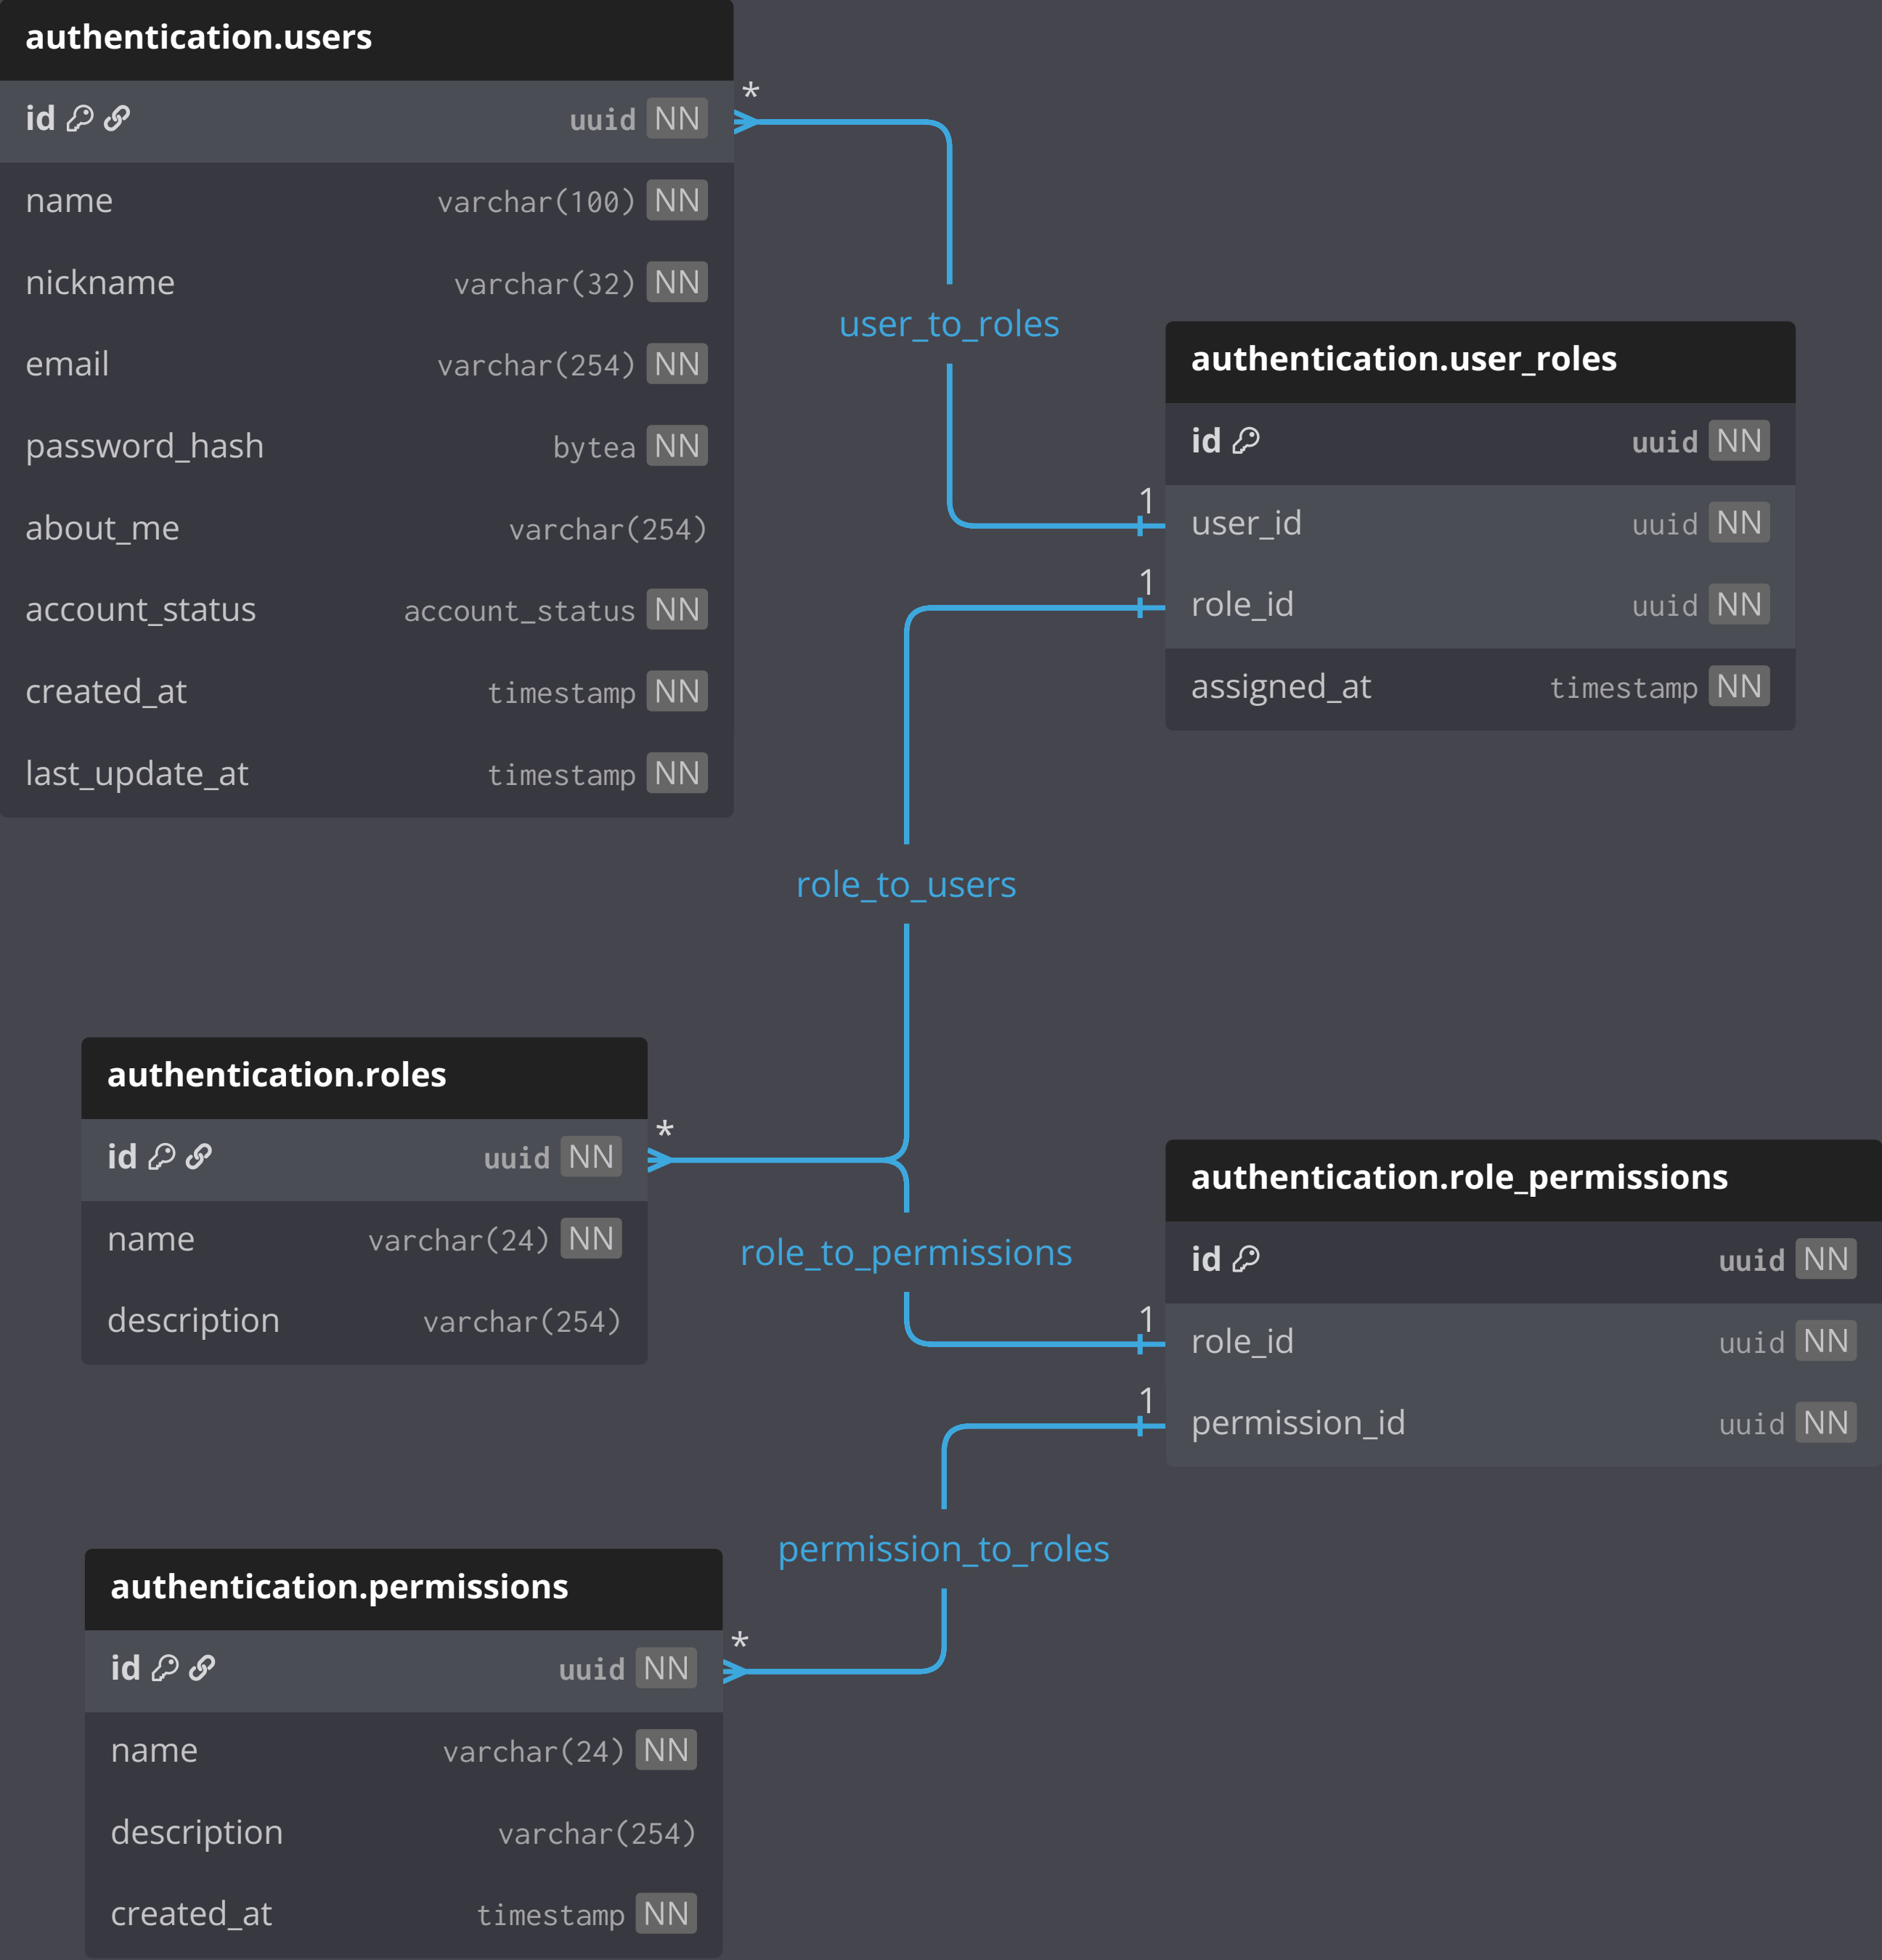 authentication.users
id uuid NN
name varchar(100) NN
nickname varchar(32) NN
email varchar(254) NN
password_hash bytea NN
about_me varchar(254)
account_status account_status NN
created_at timestamp NN
last_update_at timestamp NN
*
user_to_roles
1
authentication.user_roles
id uuid NN
user_id uuid NN
role_id uuid NN
assigned_at timestamp NN
1
role_to_users
authentication.roles
id uuid NN
name varchar(24) NN
description varchar(254)
*
role_to_permissions
1
authentication.role_permissions
id uuid NN
role_id uuid NN
permission_id uuid NN
1
permission_to_roles
*
authentication.permissions
id uuid NN
name varchar(24) NN
description varchar(254)
created_at timestamp NN